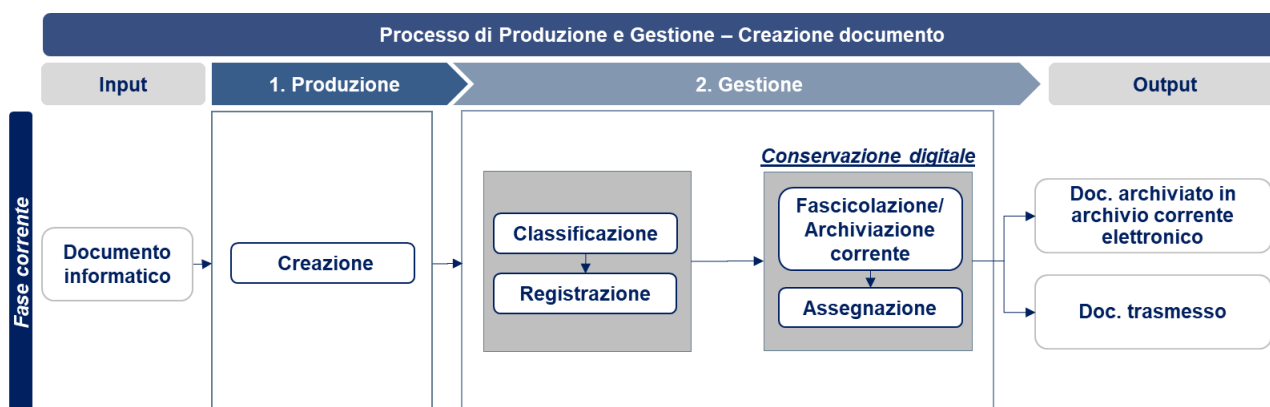 Processo di Produzione e Gestione – Creazione documento
Input
1. Produzione
2. Gestione
Output
Fase corrente
Documento
informatico
Creazione
Classificazione
Registrazione
Conservazione digitale
Fascicolazione/
Archiviazione
corrente
Assegnazione
Doc. archiviato in
archivio corrente
elettronico
Doc. trasmesso